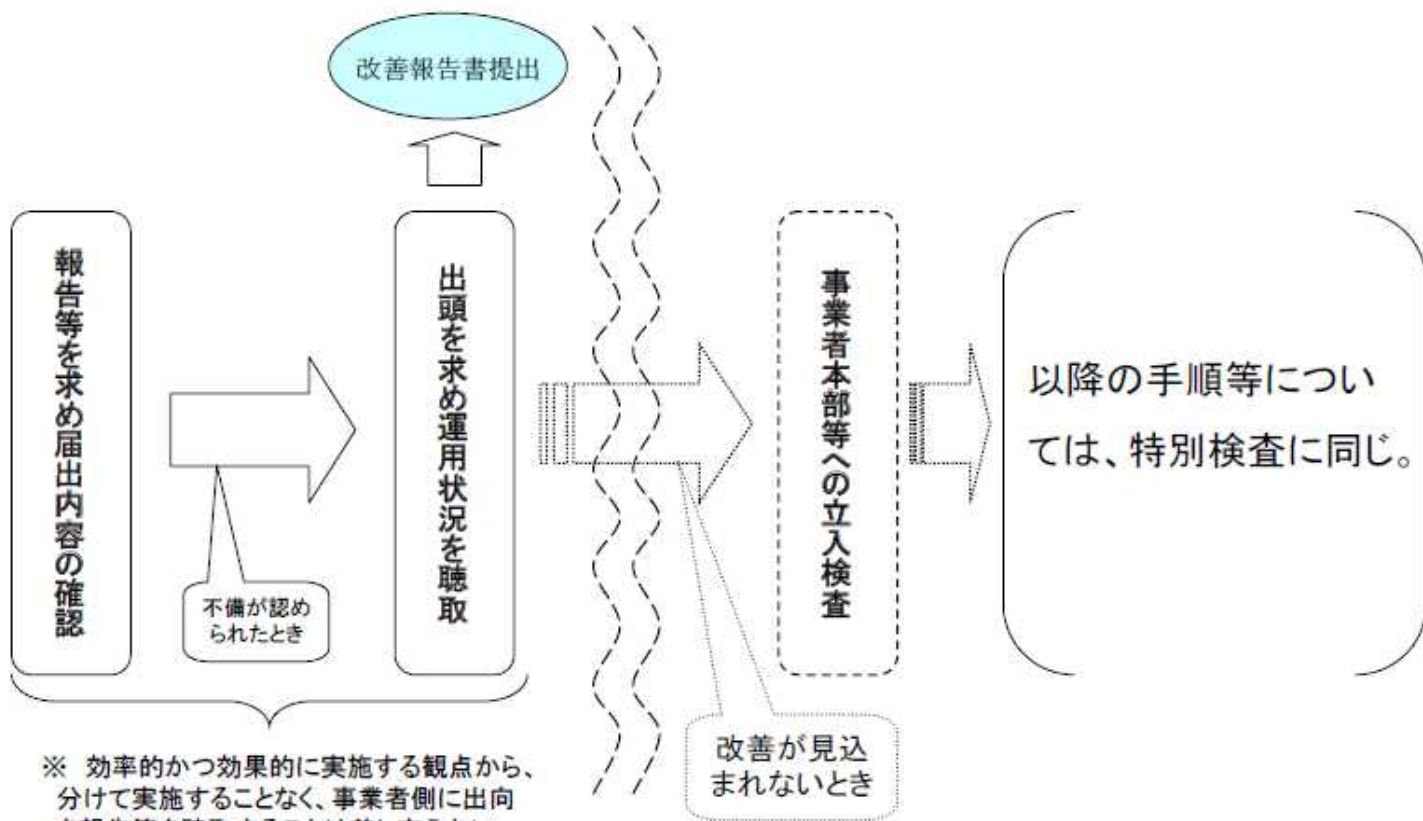 改善報告書提出
報告等を求め届出内容の確認
不備が認め
られたとき
出頭を求め運用状況を聴取
事業者本部等への立入検査
改善が見込
まれないとき
以降の手順等につい
ては、特別検査に同じ。
※ 効率的かつ効果的に実施する観点から、
分けて実施することなく、事業者側に出向